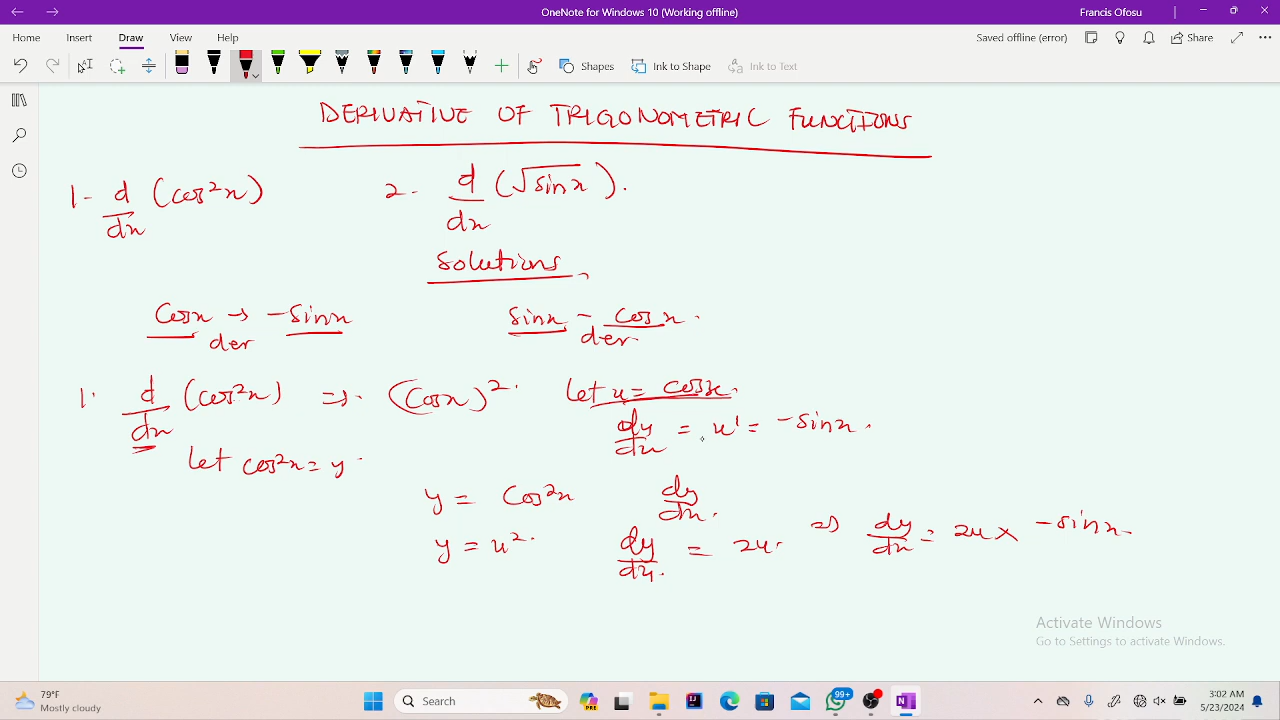 OneNote for Windows 10 (Working offline)
Francis Ofosu
Home Insert Draw View Help
Saved offline (error)
Share
Shapes
Ink to Shape
Ink to Text
DERIVATIVE OF TRIGONOMETRIC FUNCTIONS
1- d/dx (cos²x) 2- d/dx (√sinx).
Solutions
Cosx → -sinx sinx - cosx.
der der.
1. d/dx (cos²x) => (cosx)². let u = cosx.
dy/dx = u' = -sinx.
let cos²x = y
y = cos²x dy/dx.
y = u². dy/du. = 2u. => dy/dx = 2u x -sinx
Activate Windows
Go to Settings to activate Windows.
79°F
Mostly cloudy
Search
PRE
99+
3:02 AM
5/23/2024